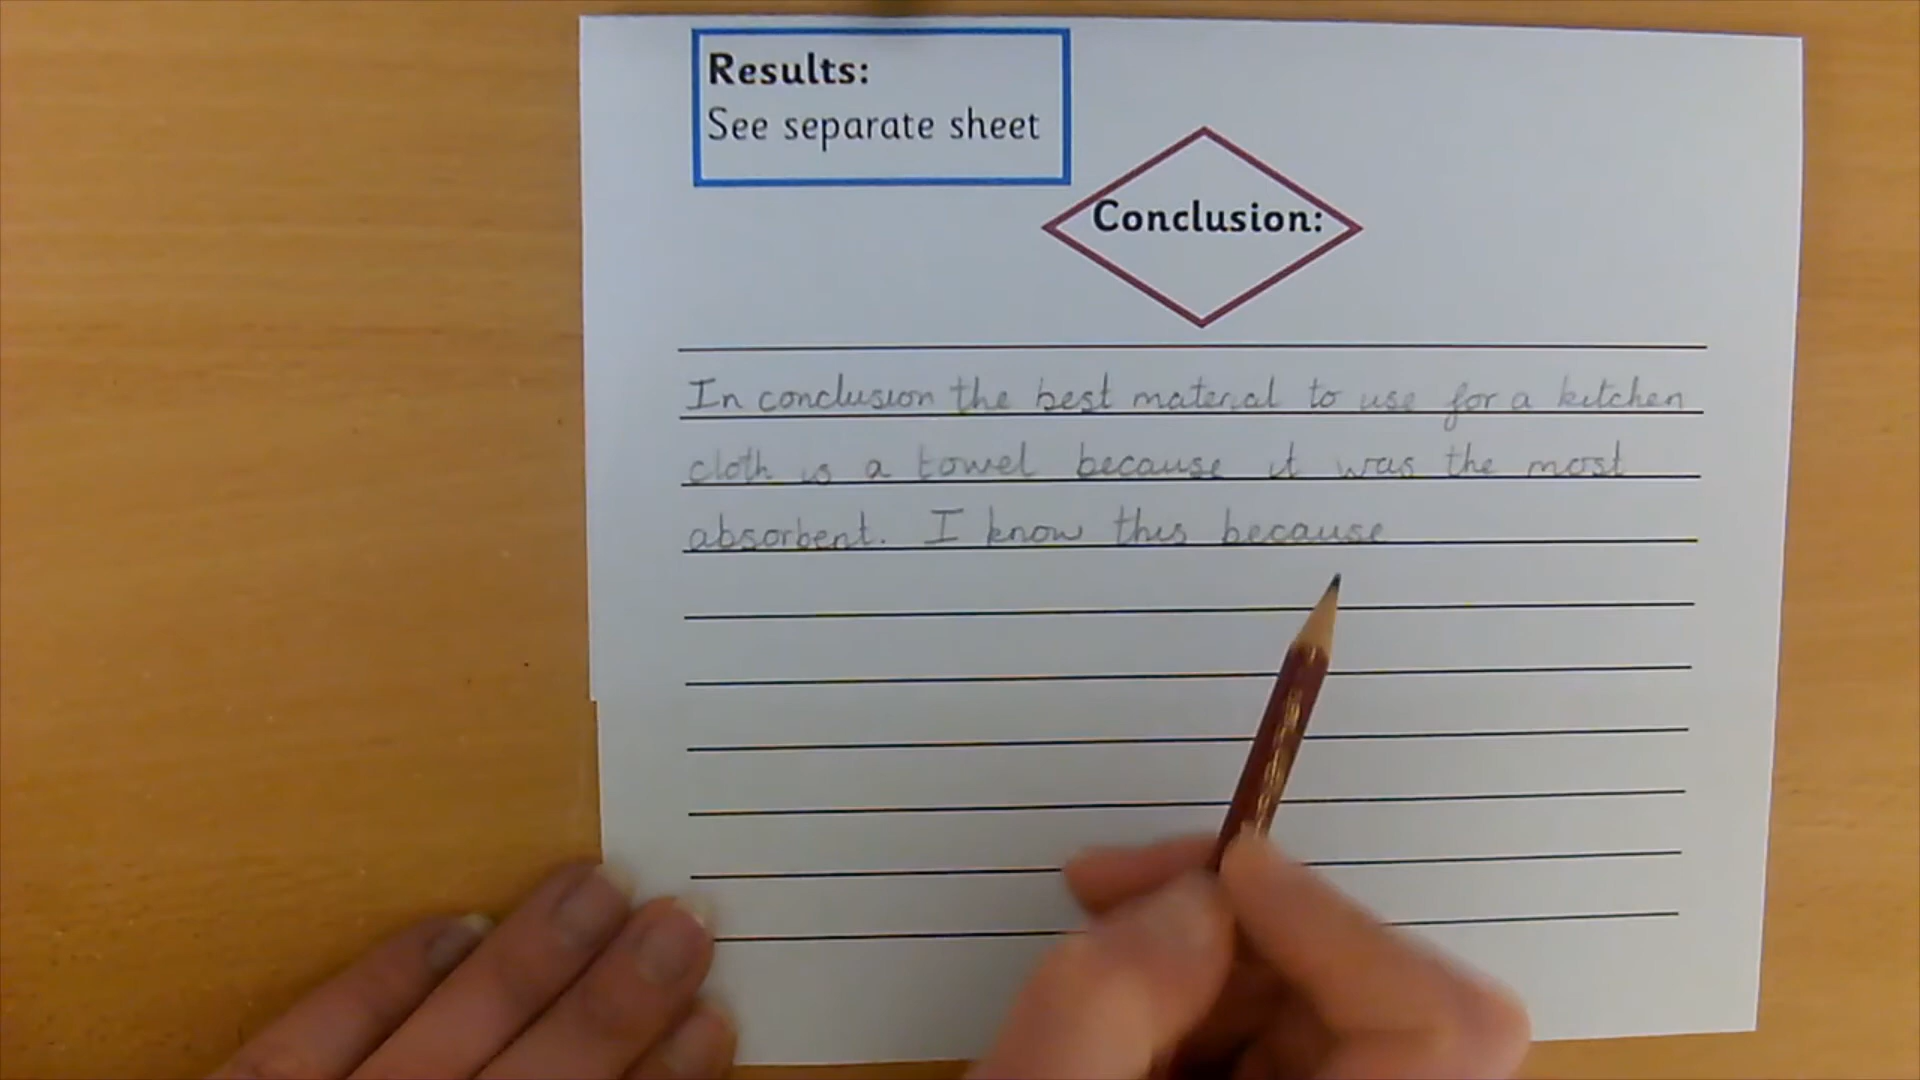 Results:
See separate sheet
Conclusion:
In conclusion the best material to use for a kitchen
cloth is a towel because it was the most
absorbent. I know this because